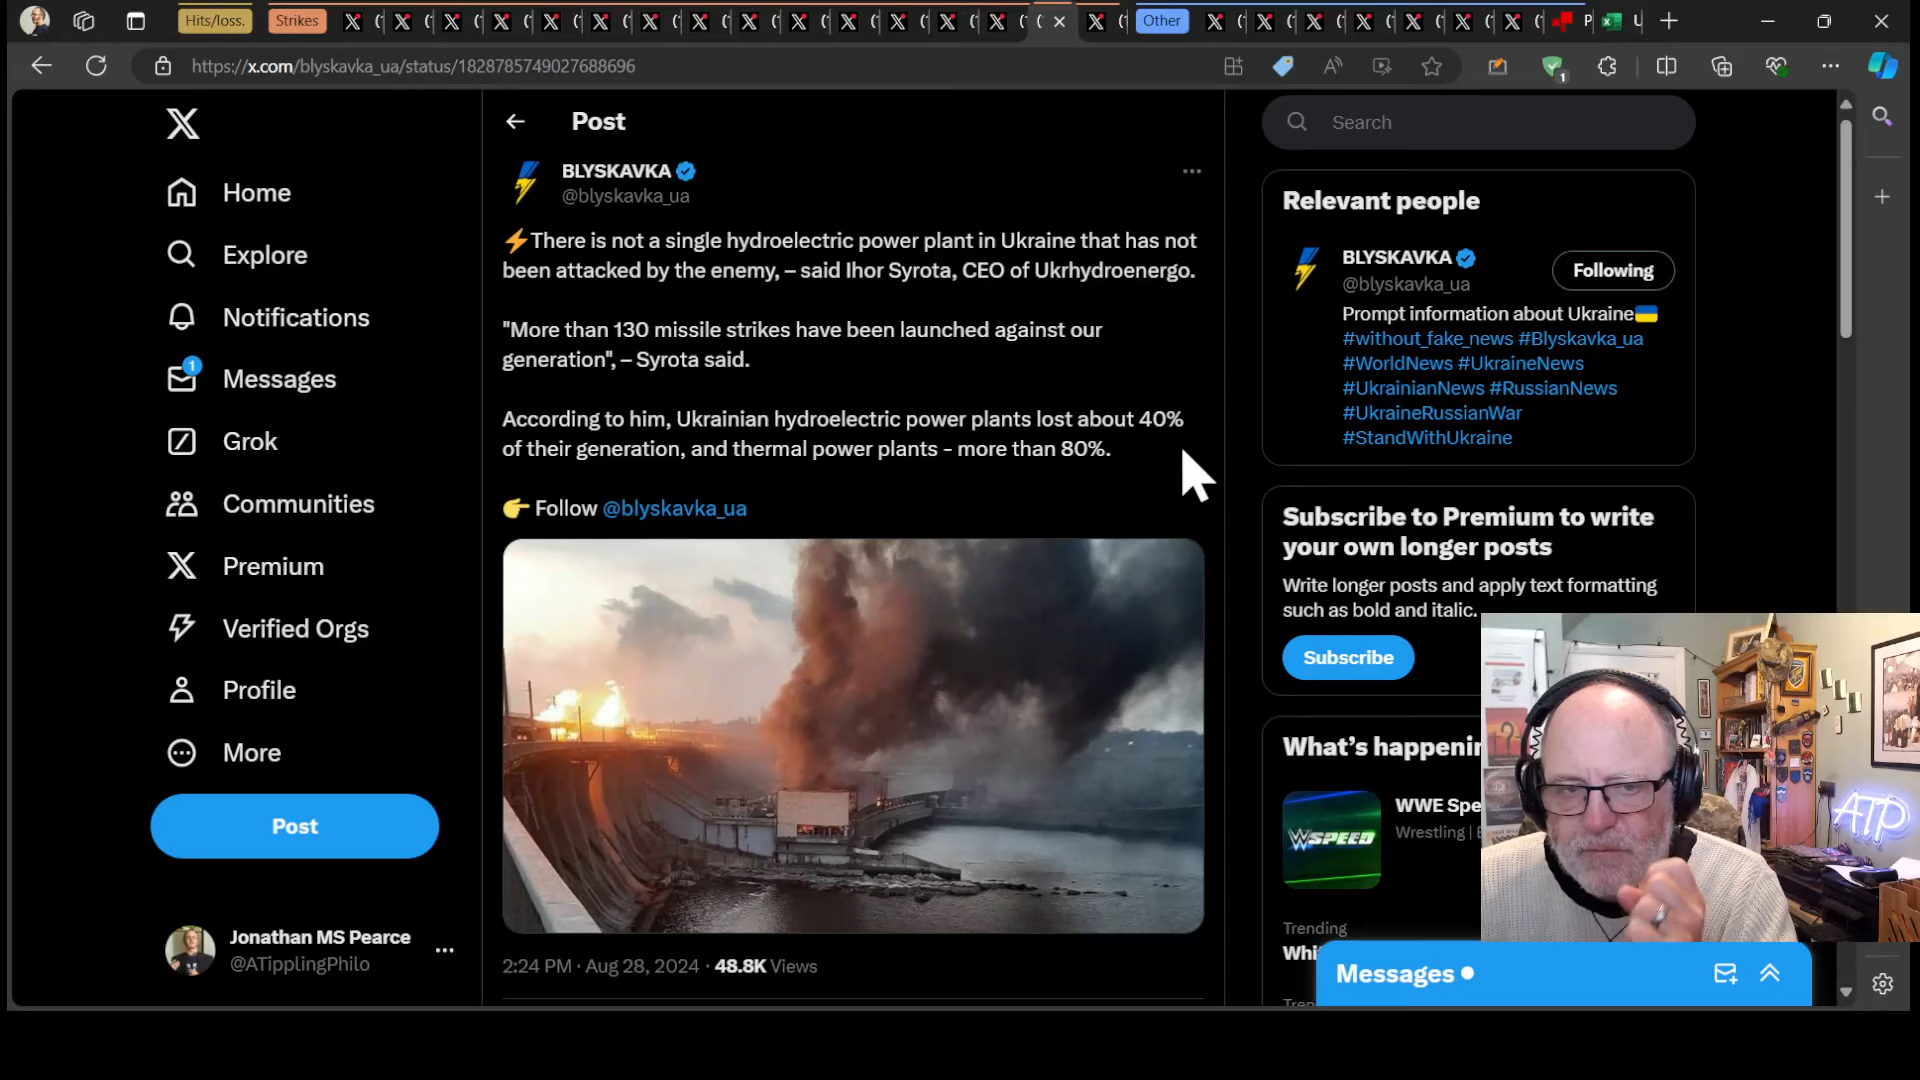 Hits/loss.
Strikes
Other
https://x.com/blyskavka_ua/status/1828785749027688696
Post
Search
Home
Explore
Notifications
1
Messages
Grok
Communities
Premium
Verified Orgs
Profile
More
Post
Jonathan MS Pearce
@ATipplingPhilo
BLYSKAVKA
@blyskavka_ua
⚡There is not a single hydroelectric power plant in Ukraine that has not
been attacked by the enemy, – said Ihor Syrota, CEO of Ukrhydroenergo.
"More than 130 missile strikes have been launched against our
generation", – Syrota said.
According to him, Ukrainian hydroelectric power plants lost about 40%
of their generation, and thermal power plants - more than 80%.
👉 Follow @blyskavka_ua
2:24 PM · Aug 28, 2024 · 48.8K Views
Relevant people
BLYSKAVKA
@blyskavka_ua
Following
Prompt information about Ukraine🇺🇦
#without_fake_news #Blyskavka_ua
#WorldNews #UkraineNews
#UkrainianNews #RussianNews
#UkraineRussianWar
#StandWithUkraine
Subscribe to Premium to write
your own longer posts
Write longer posts and apply text formatting
such as bold and italic.
Subscribe
What's happenin
WWE Spe
Wrestling
SPEED
Trending
Whi
Messages
ATP